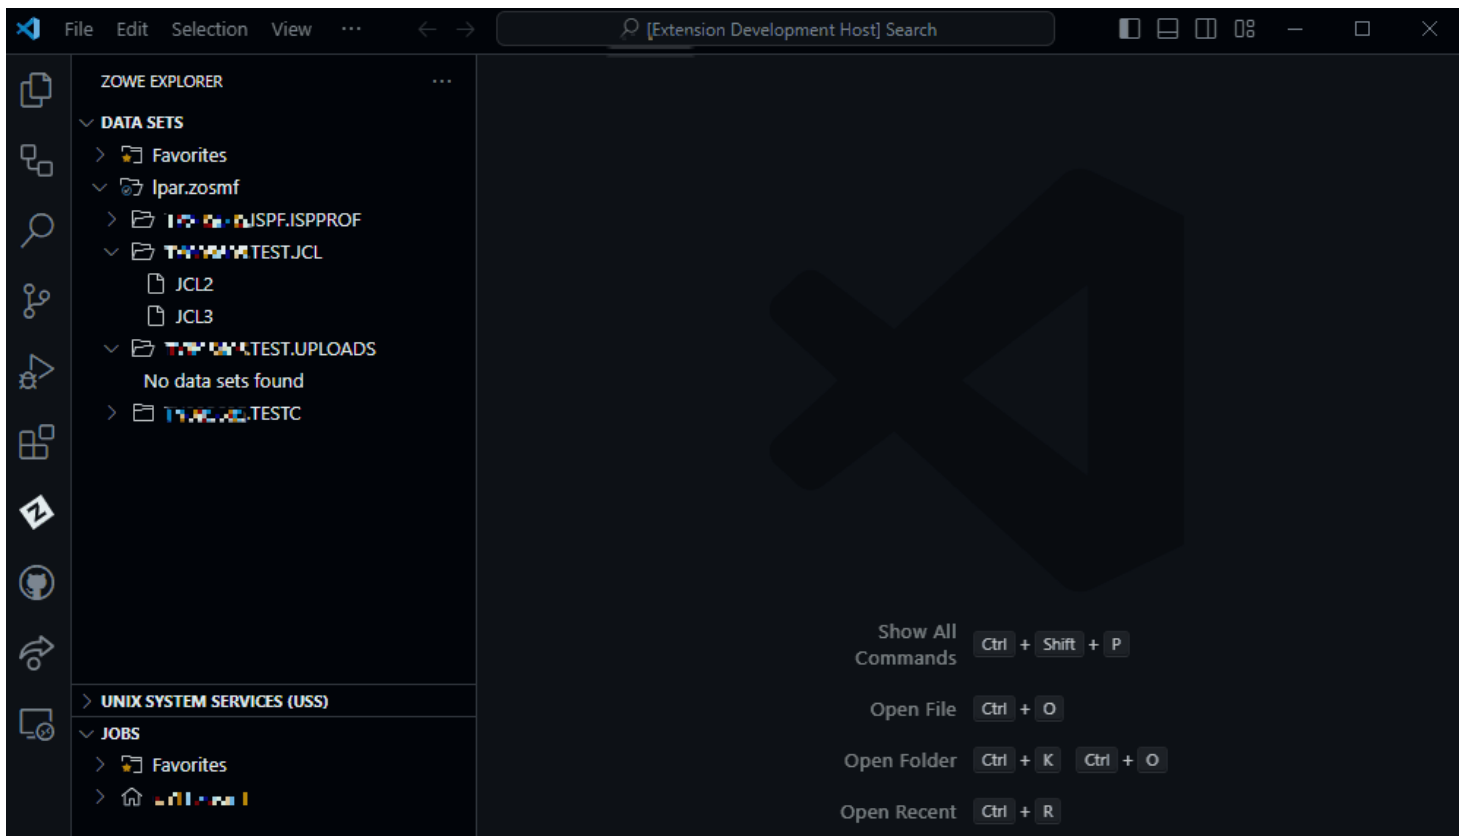 File Edit Selection View ··· [Extension Development Host] Search
ZOWE EXPLORER ···
DATA SETS
Favorites
lpar.zosmf
ISPF.ISPPROF
.TEST.JCL
JCL2
JCL3
TEST.UPLOADS
No data sets found
.TESTC
UNIX SYSTEM SERVICES (USS)
JOBS
Favorites
Show All
Commands Ctrl + Shift + P
Open File Ctrl + O
Open Folder Ctrl + K Ctrl + O
Open Recent Ctrl + R